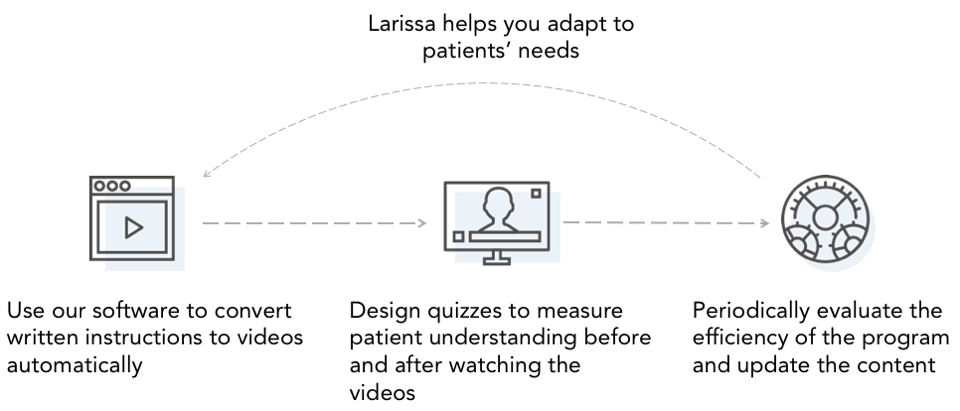 Larissa helps you adapt to
patients’ needs
Use our software to convert
written instructions to videos
automatically
Design quizzes to measure
patient understanding before
and after watching the
videos
Periodically evaluate the
efficiency of the program
and update the content